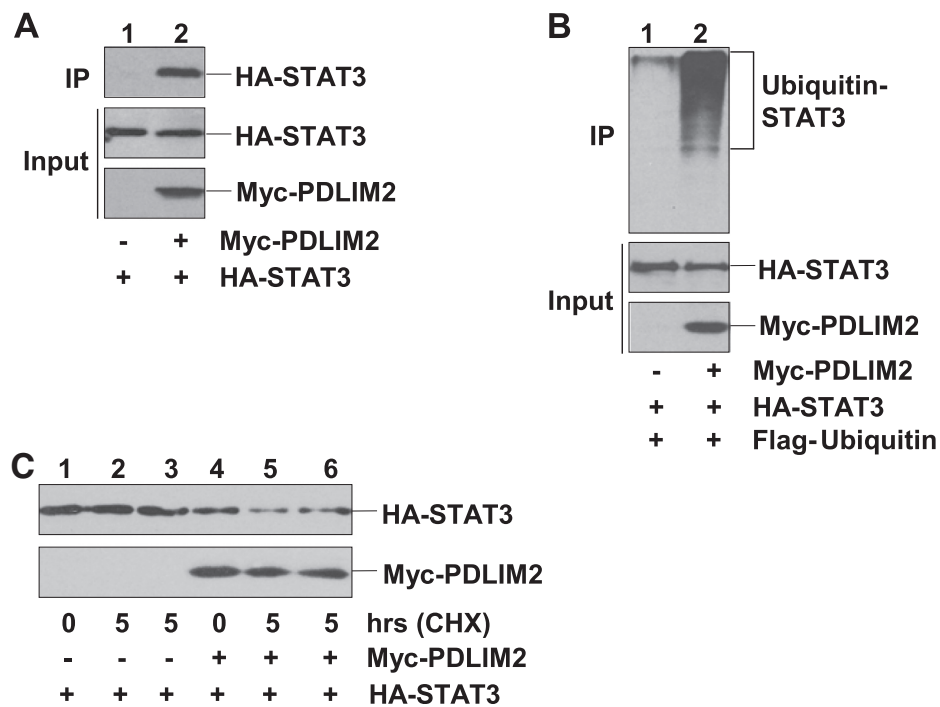 A
1 2
IP HA-STAT3
Input HA-STAT3
Myc-PDLIM2
- + Myc-PDLIM2
+ + HA-STAT3
B
1 2
IP Ubiquitin-
STAT3
Input HA-STAT3
Myc-PDLIM2
- + Myc-PDLIM2
+ + HA-STAT3
+ + Flag-Ubiquitin
C
1 2 3 4 5 6
HA-STAT3
Myc-PDLIM2
0 5 5 0 5 5 hrs (CHX)
- - - + + + Myc-PDLIM2
+ + + + + + HA-STAT3